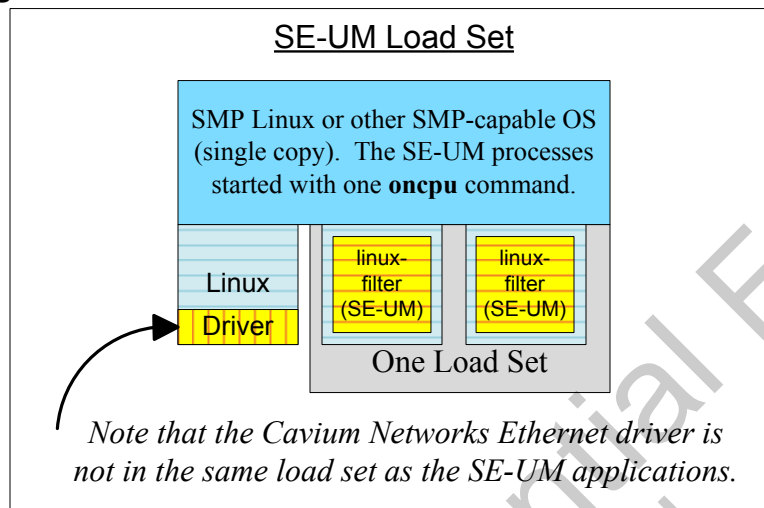 SE-UM Load Set
SMP Linux or other SMP-capable OS
(single copy).  The SE-UM processes
started with one oncpu command.
Linux
Driver
linux-
filter
(SE-UM)
linux-
filter
(SE-UM)
One Load Set
Note that the Cavium Networks Ethernet driver is
not in the same load set as the SE-UM applications.